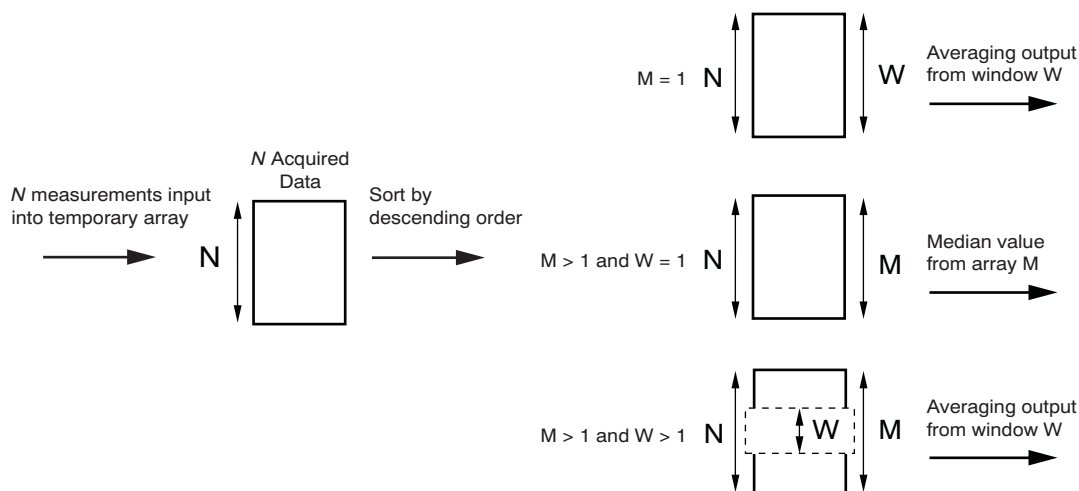 N measurements input
into temporary array
N
N Acquired
Data
Sort by
descending order
M = 1
N
W
Averaging output
from window W
M > 1 and W = 1
N
M
Median value
from array M
M > 1 and W > 1
N
W
M
Averaging output
from window W